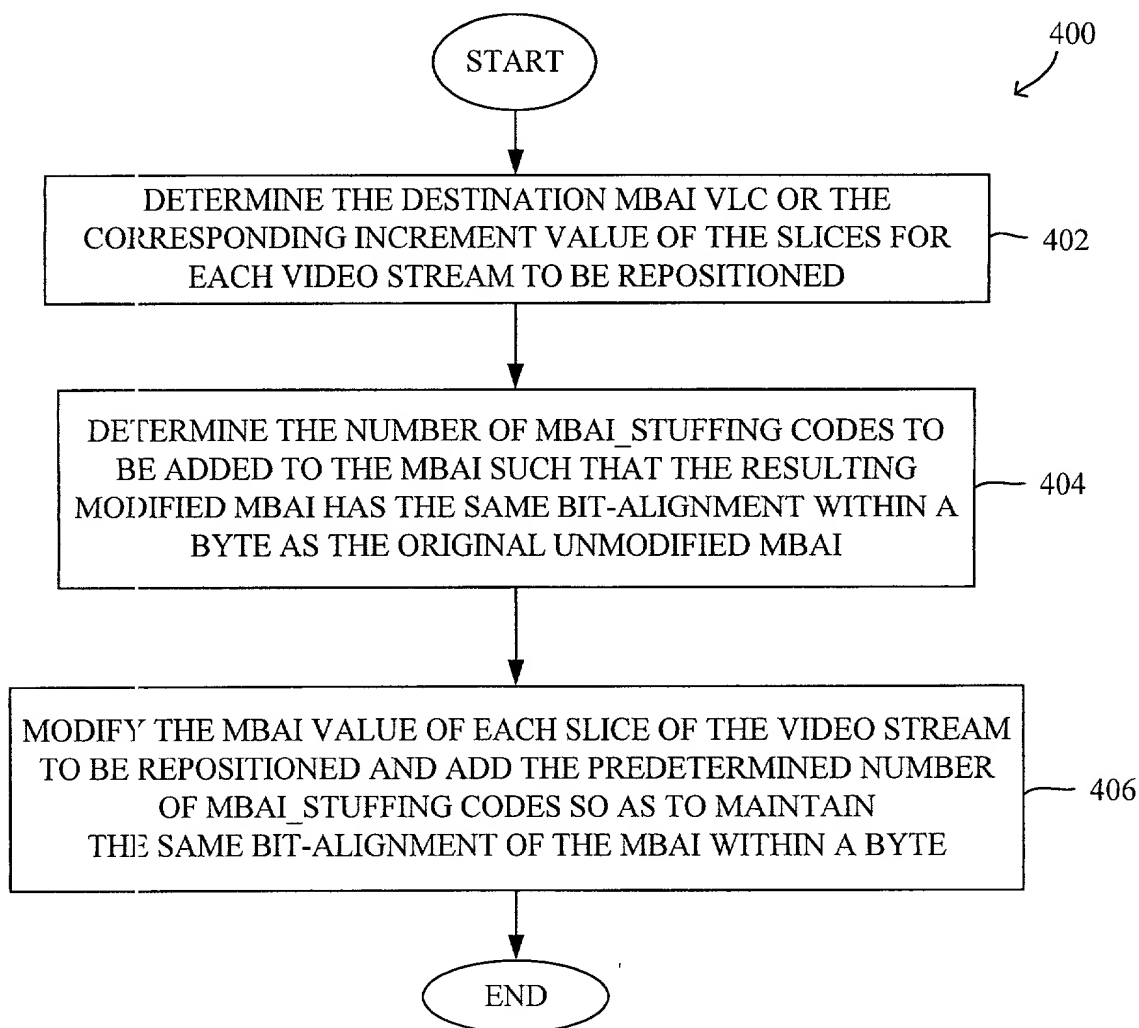 400
START
DETERMINE THE DESTINATION MBAI VLC OR THE
CORRESPONDING INCREMENT VALUE OF THE SLICES FOR
EACH VIDEO STREAM TO BE REPOSITIONED
402
DETERMINE THE NUMBER OF MBAI_STUFFING CODES TO
BE ADDED TO THE MBAI SUCH THAT THE RESULTING
MODIFIED MBAI HAS THE SAME BIT-ALIGNMENT WITHIN A
BYTE AS THE ORIGINAL UNMODIFIED MBAI.
404
MODIFY THE MBAI VALUE OF EACH SLICE OF THE VIDEO STREAM
TO BE REPOSITIONED AND ADD THE PREDETERMINED NUMBER
OF MBAI_STUFFING CODES SO AS TO MAINTAIN
THE SAME BIT-ALIGNMENT OF THE MBAI WITHIN A BYTE
406
END